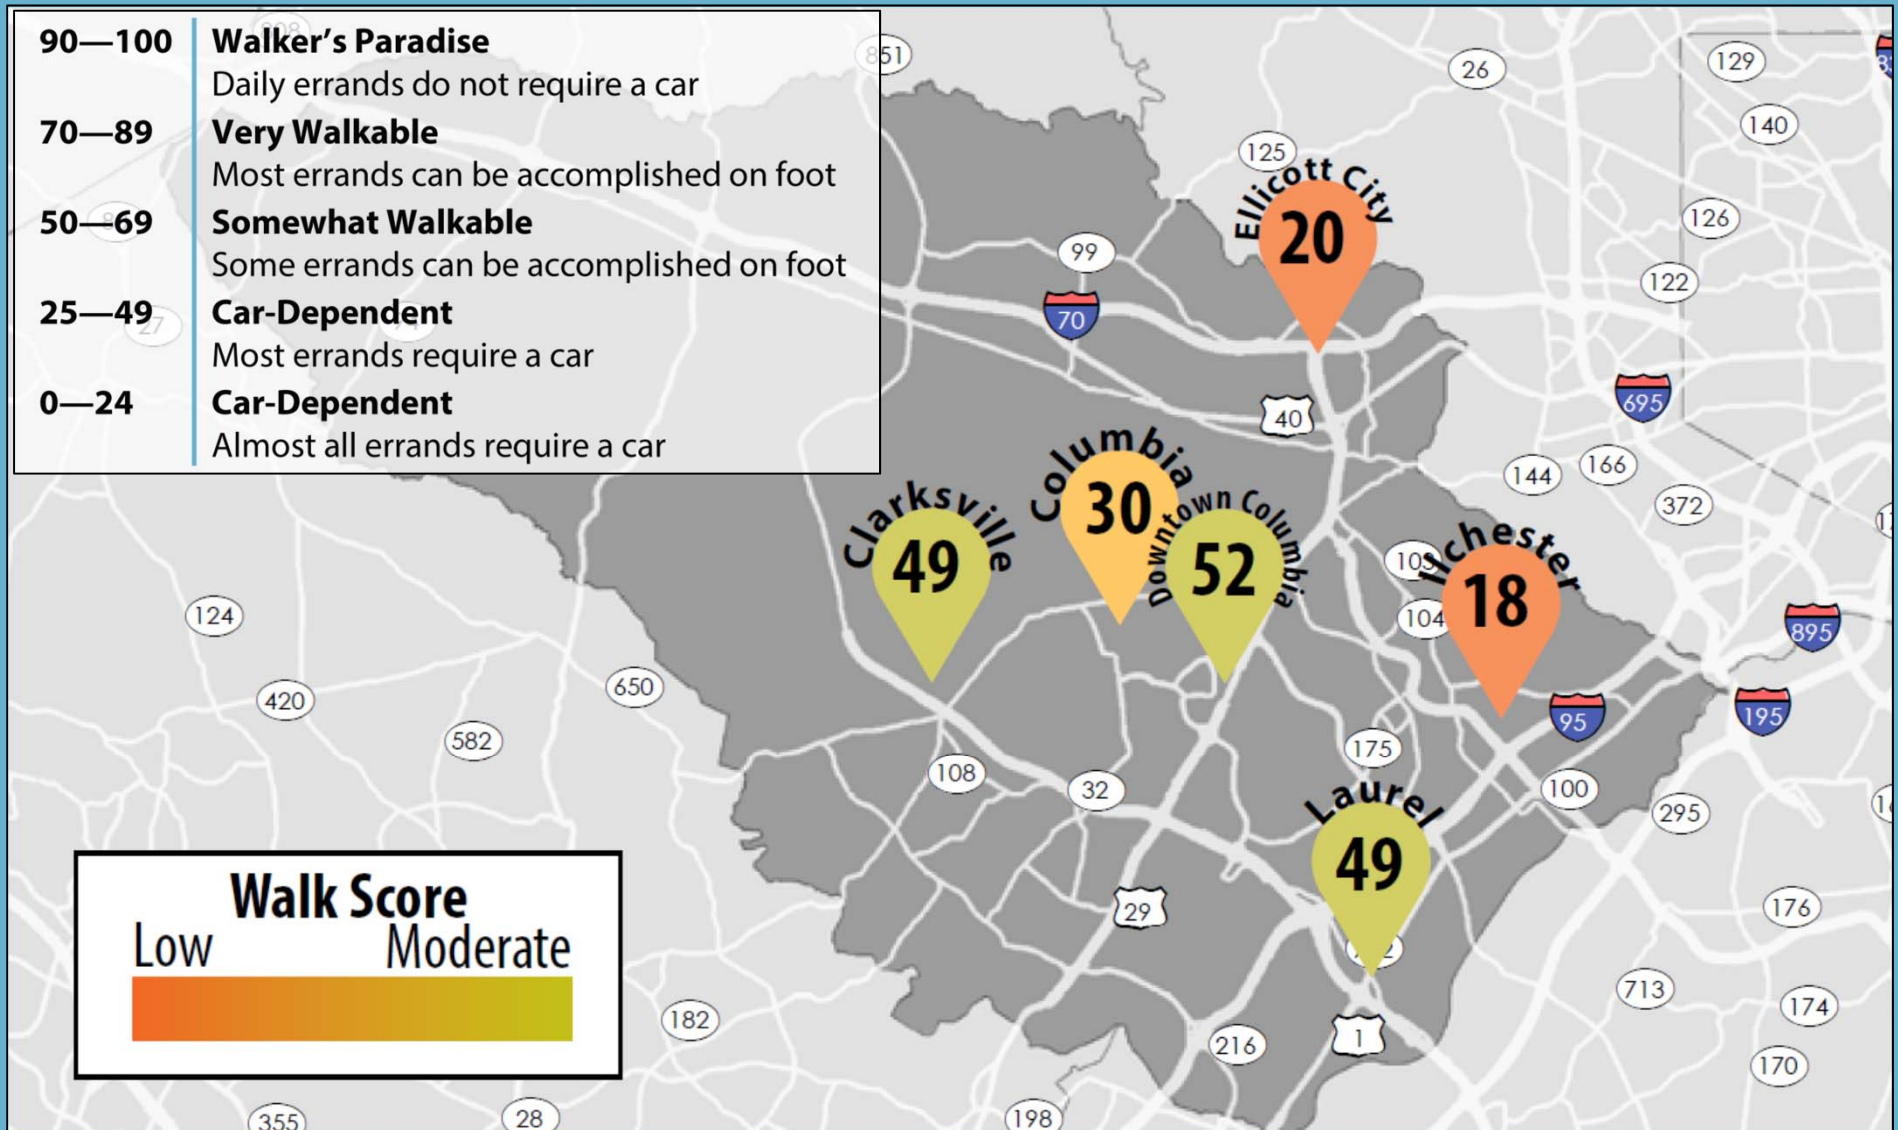 90—100 Walker's Paradise
Daily errands do not require a car
70—89 Very Walkable
Most errands can be accomplished on foot
50—69 Somewhat Walkable
Some errands can be accomplished on foot
25—49 Car-Dependent
Most errands require a car
0—24 Car-Dependent
Almost all errands require a car
851
26
129
140
125
Ellicott City
20
126
99
122
70
27
695
40
144
166
372
Columbia
30
Clarksville
49
Downtown Columbia
52
Ilchester
18
103
104
124
895
650
420
582
95
195
175
108
32
100
295
Laurel
49
29
176
Walk Score
Low Moderate
713
174
182
216
1
170
355
28
198